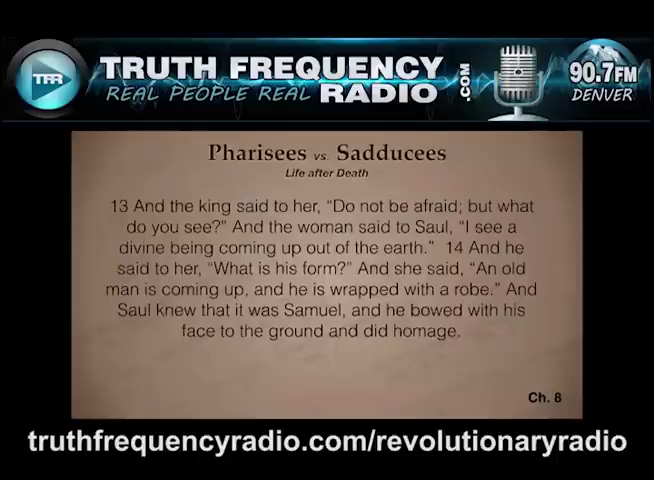 TFR
TRUTH FREQUENCY
.COM
REAL PEOPLE REAL RADIO
90.7FM
DENVER
Pharisees vs. Sadducees
Life after Death
13 And the king said to her, “Do not be afraid; but what
do you see?” And the woman said to Saul, “I see a
divine being coming up out of the earth.”  14 And he
said to her, “What is his form?” And she said, “An old
man is coming up, and he is wrapped with a robe.” And
Saul knew that it was Samuel, and he bowed with his
face to the ground and did homage.
Ch. 8
truthfrequencyradio.com/revolutionaryradio